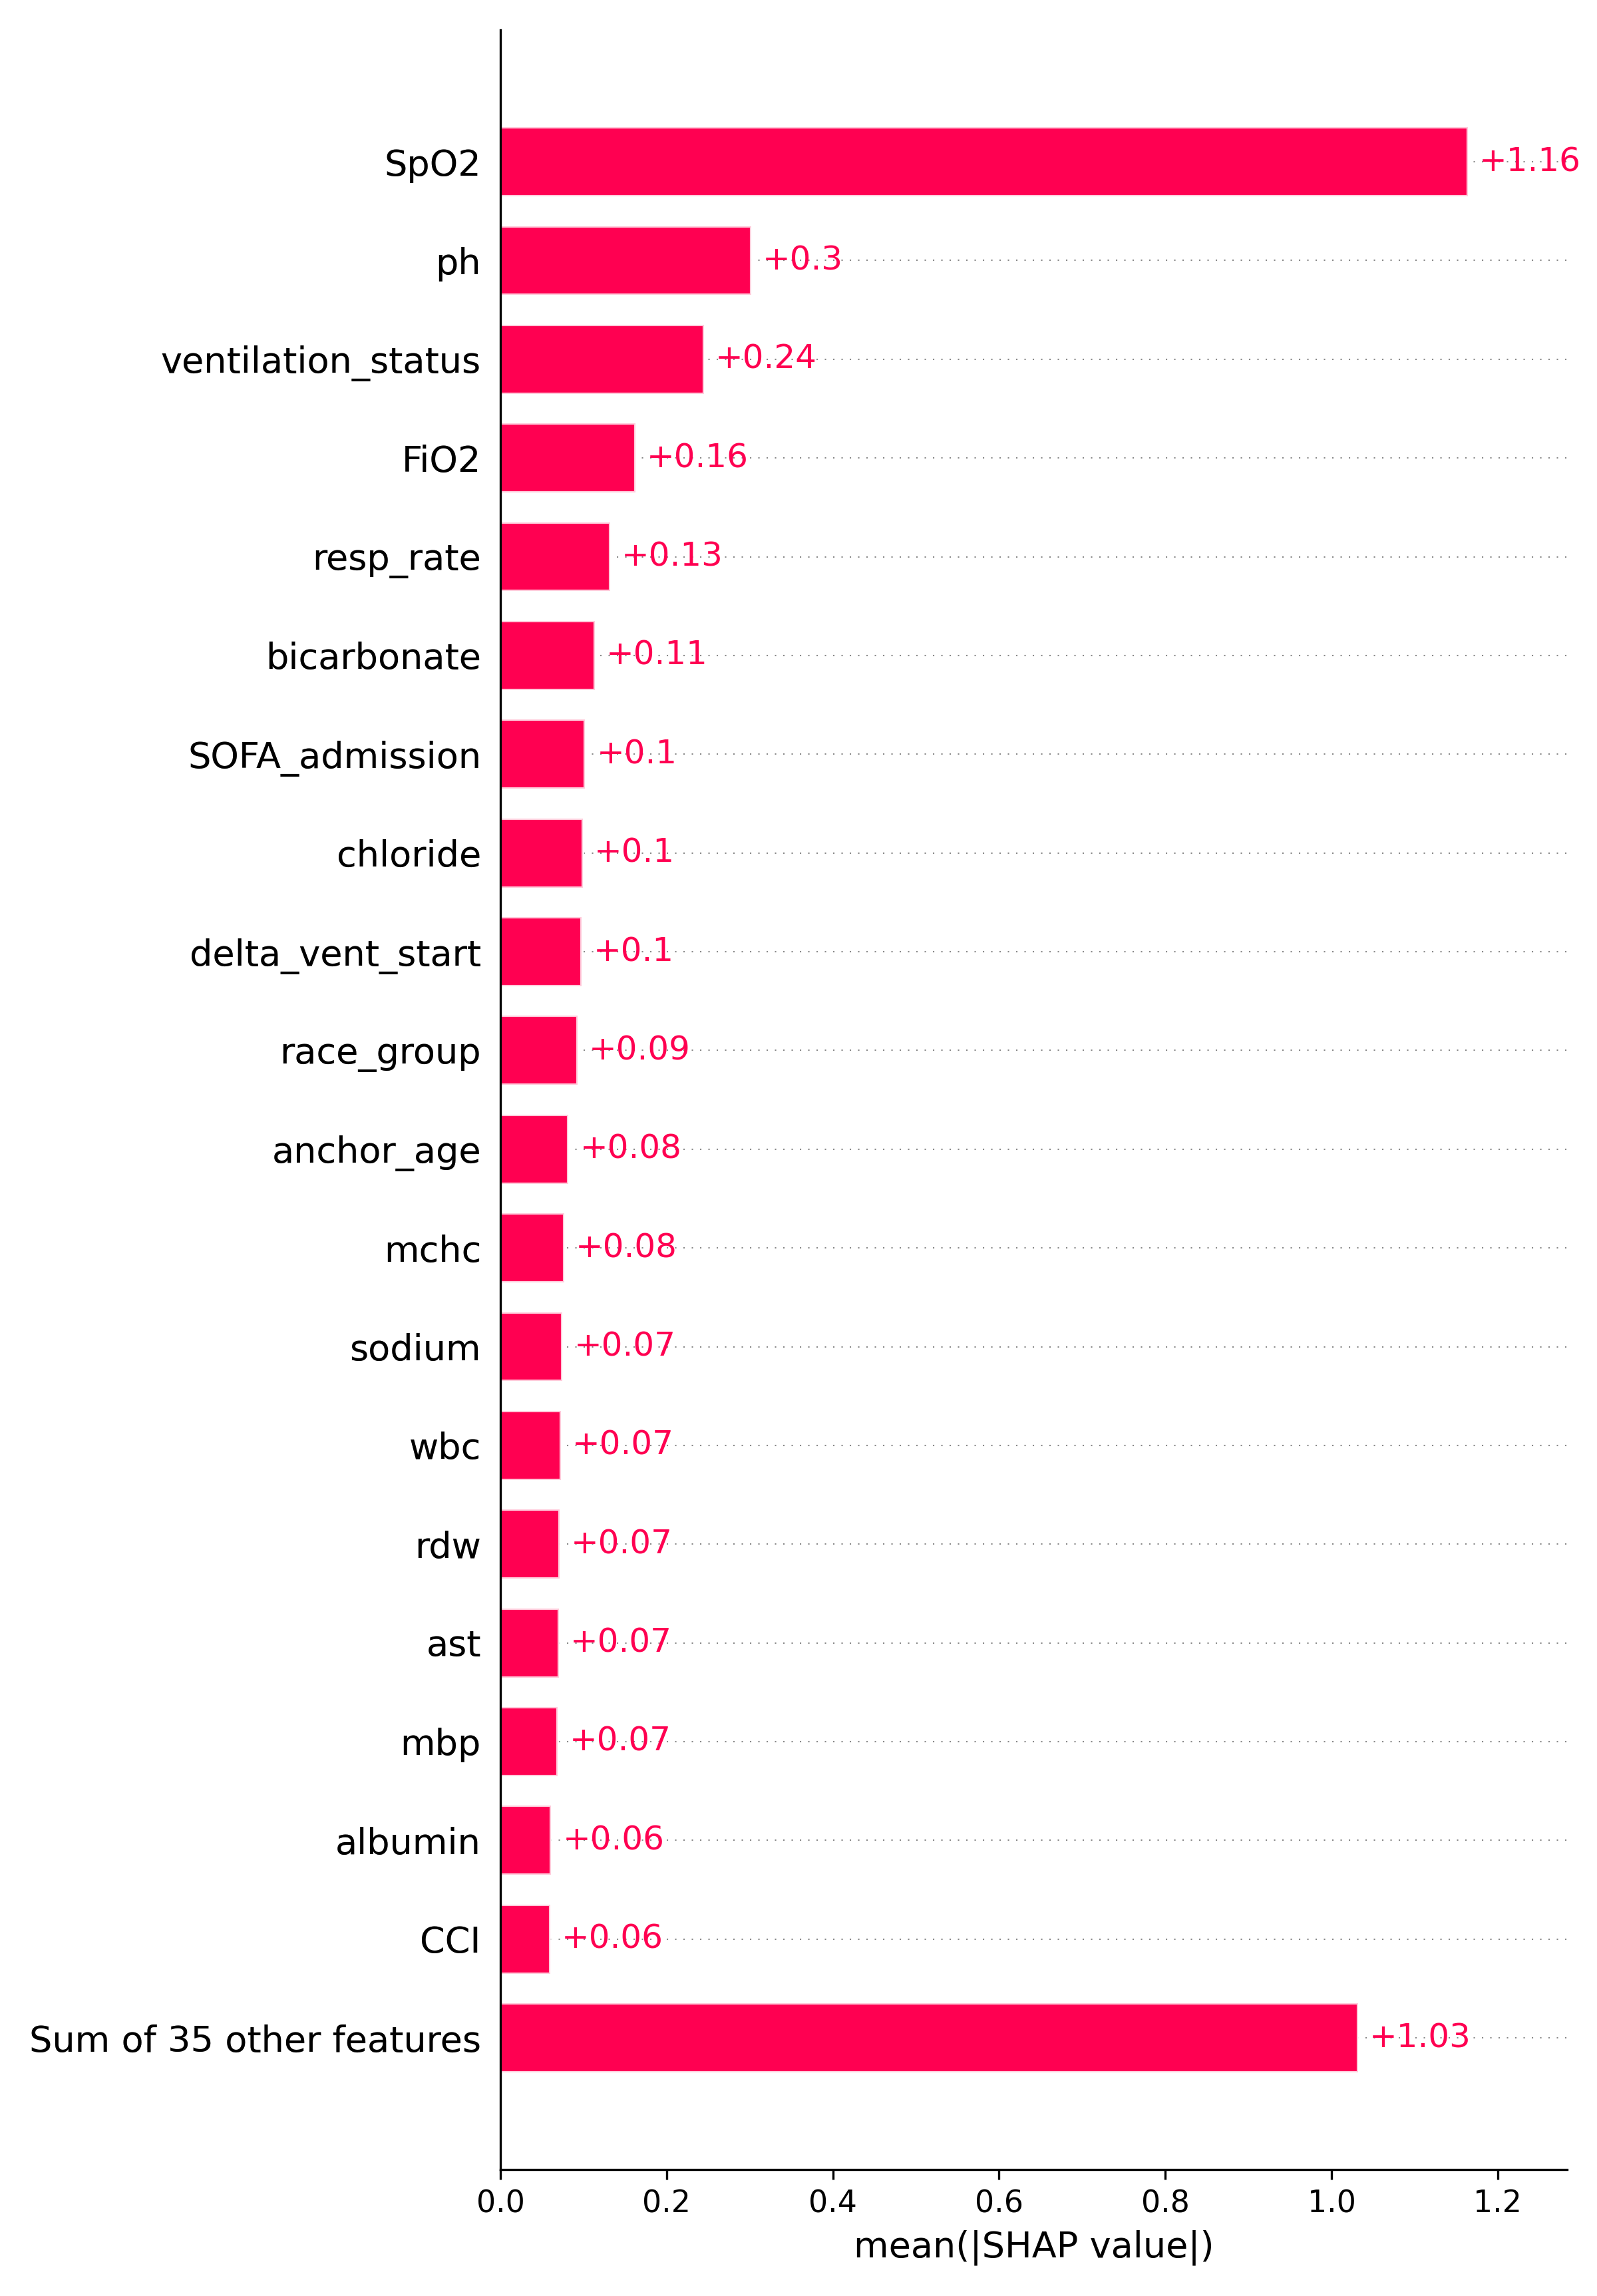 SpO2 +1.16
ph +0.3
ventilation_status +0.24
FiO2 +0.16
resp_rate +0.13
bicarbonate +0.11
SOFA_admission +0.1
chloride +0.1
delta_vent_start +0.1
race_group +0.09
anchor_age +0.08
mchc +0.08
sodium +0.07
wbc +0.07
rdw +0.07
ast +0.07
mbp +0.07
albumin +0.06
CCI +0.06
Sum of 35 other features +1.03
0.0 0.2 0.4 0.6 0.8 1.0 1.2
mean(|SHAP value|)